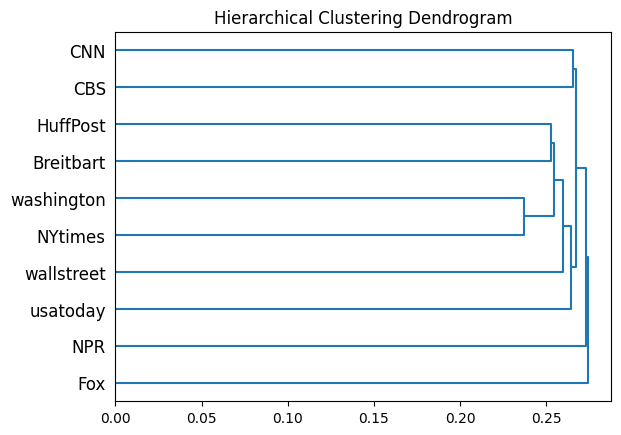 Hierarchical Clustering Dendrogram
CNN
CBS
HuffPost
Breitbart
washington
NYtimes
wallstreet
usatoday
NPR
Fox
0.00 0.05 0.10 0.15 0.20 0.25